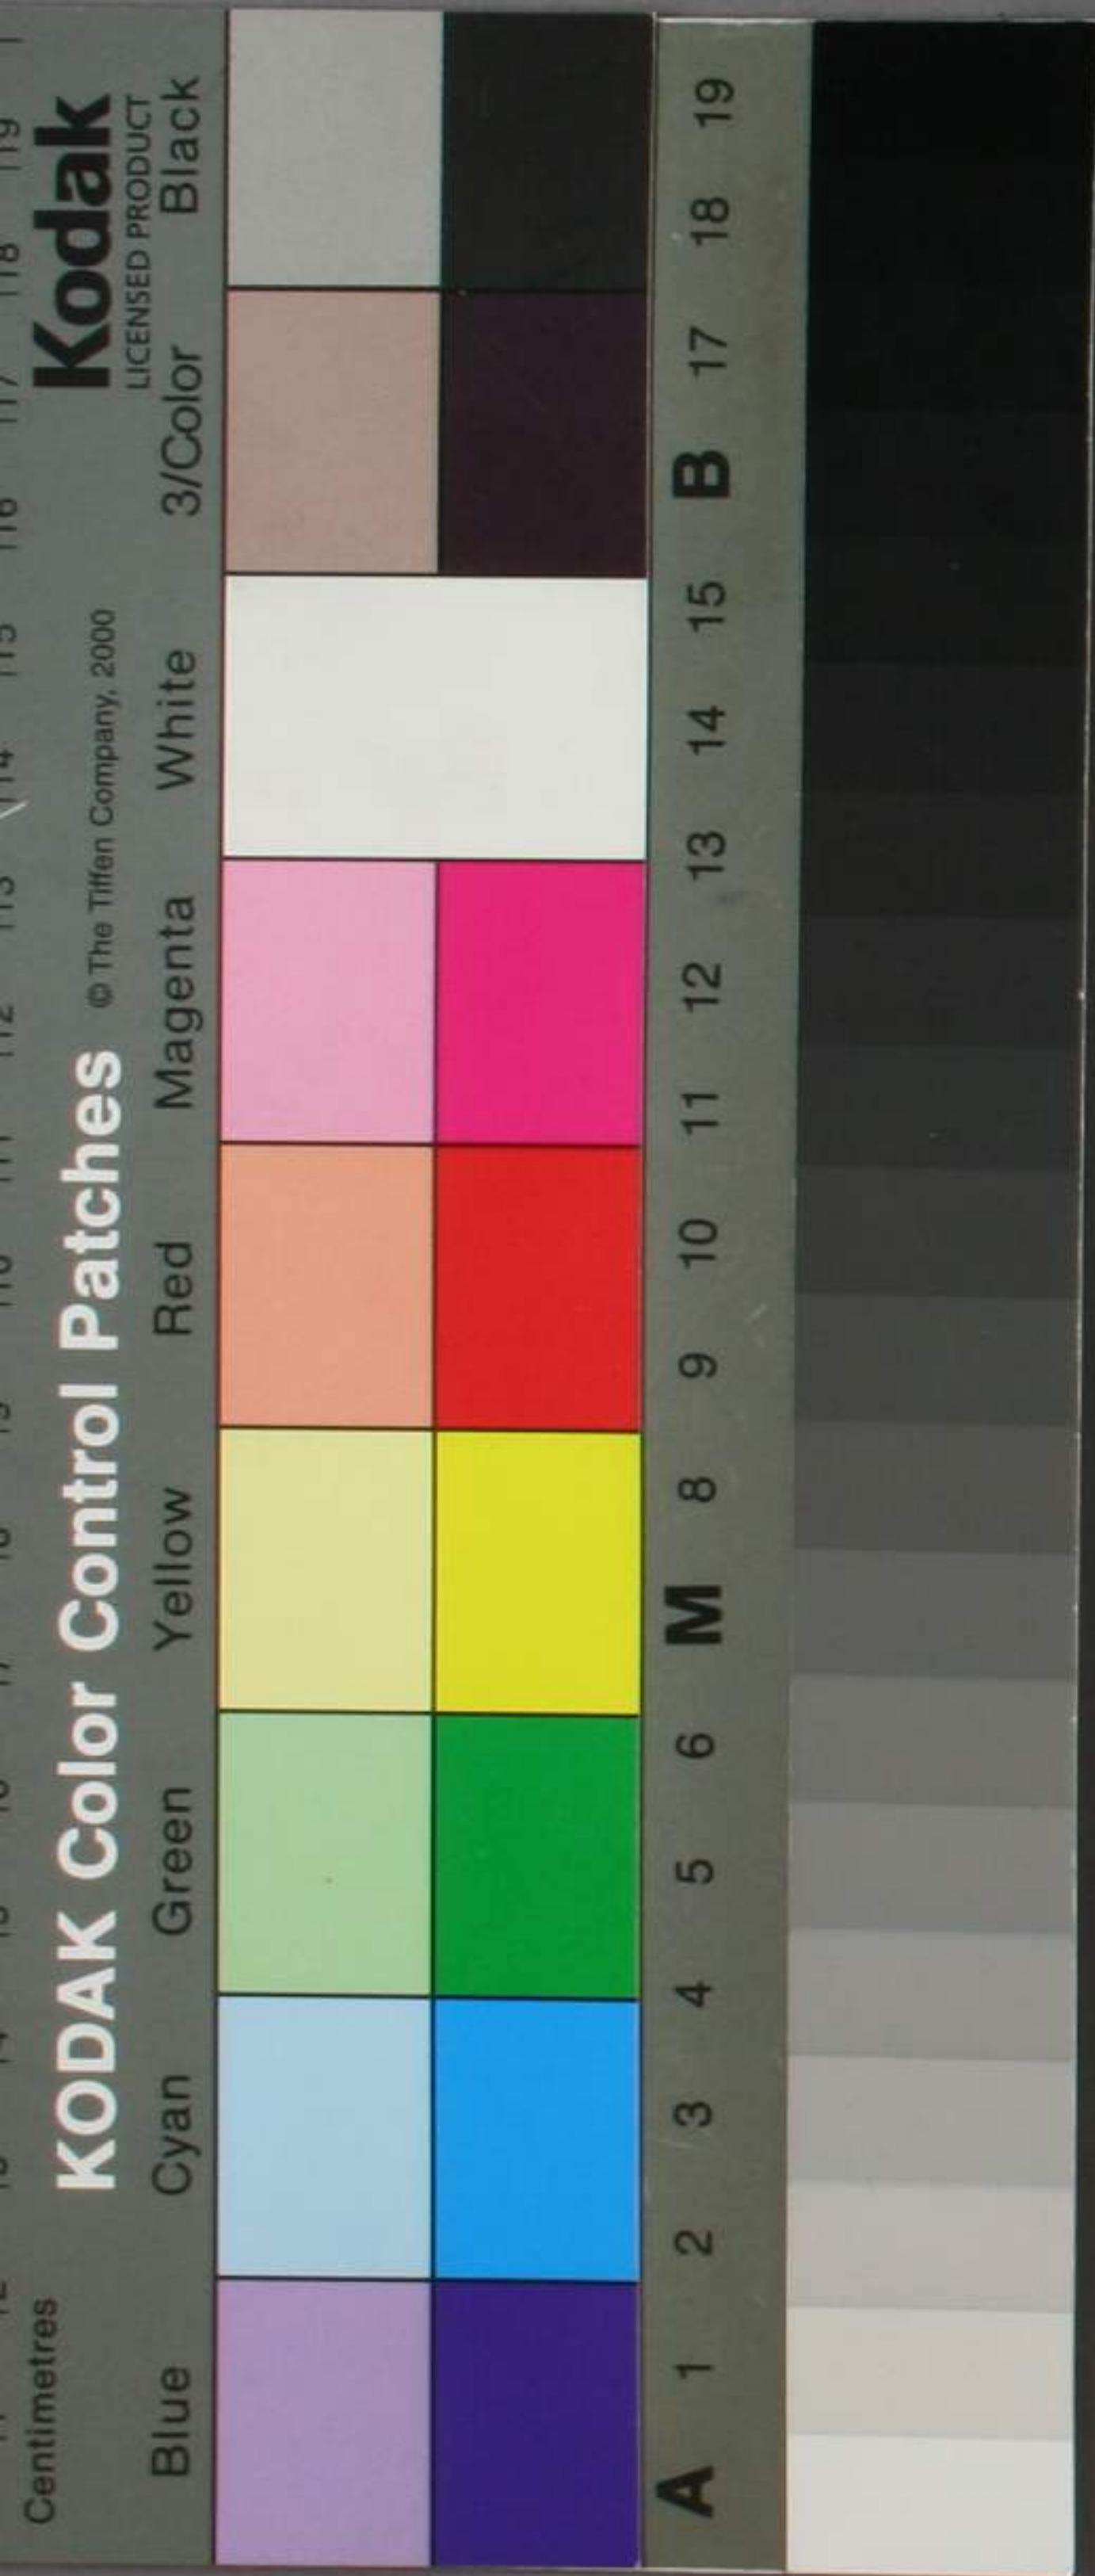 Centimetres
KODAK Color Control Patches © The Tiffen Company, 2000
Kodak
LICENSED PRODUCT
Blue Cyan Green Yellow Red Magenta White 3/Color Black
A 1 2 3 4 5 6 M 8 9 10 11 12 13 14 15 B 17 18 19